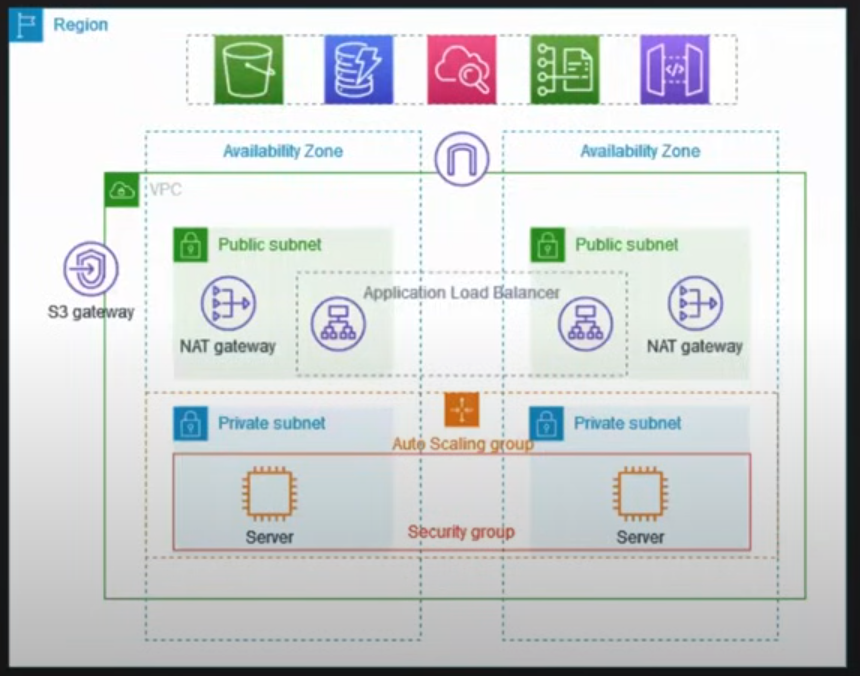 Region
Availability Zone
Availability Zone
VPC
Public subnet
Public subnet
Application Load Balancer
S3 gateway
NAT gateway
NAT gateway
Private subnet
Private subnet
Auto Scaling group
Security group
Server
Server